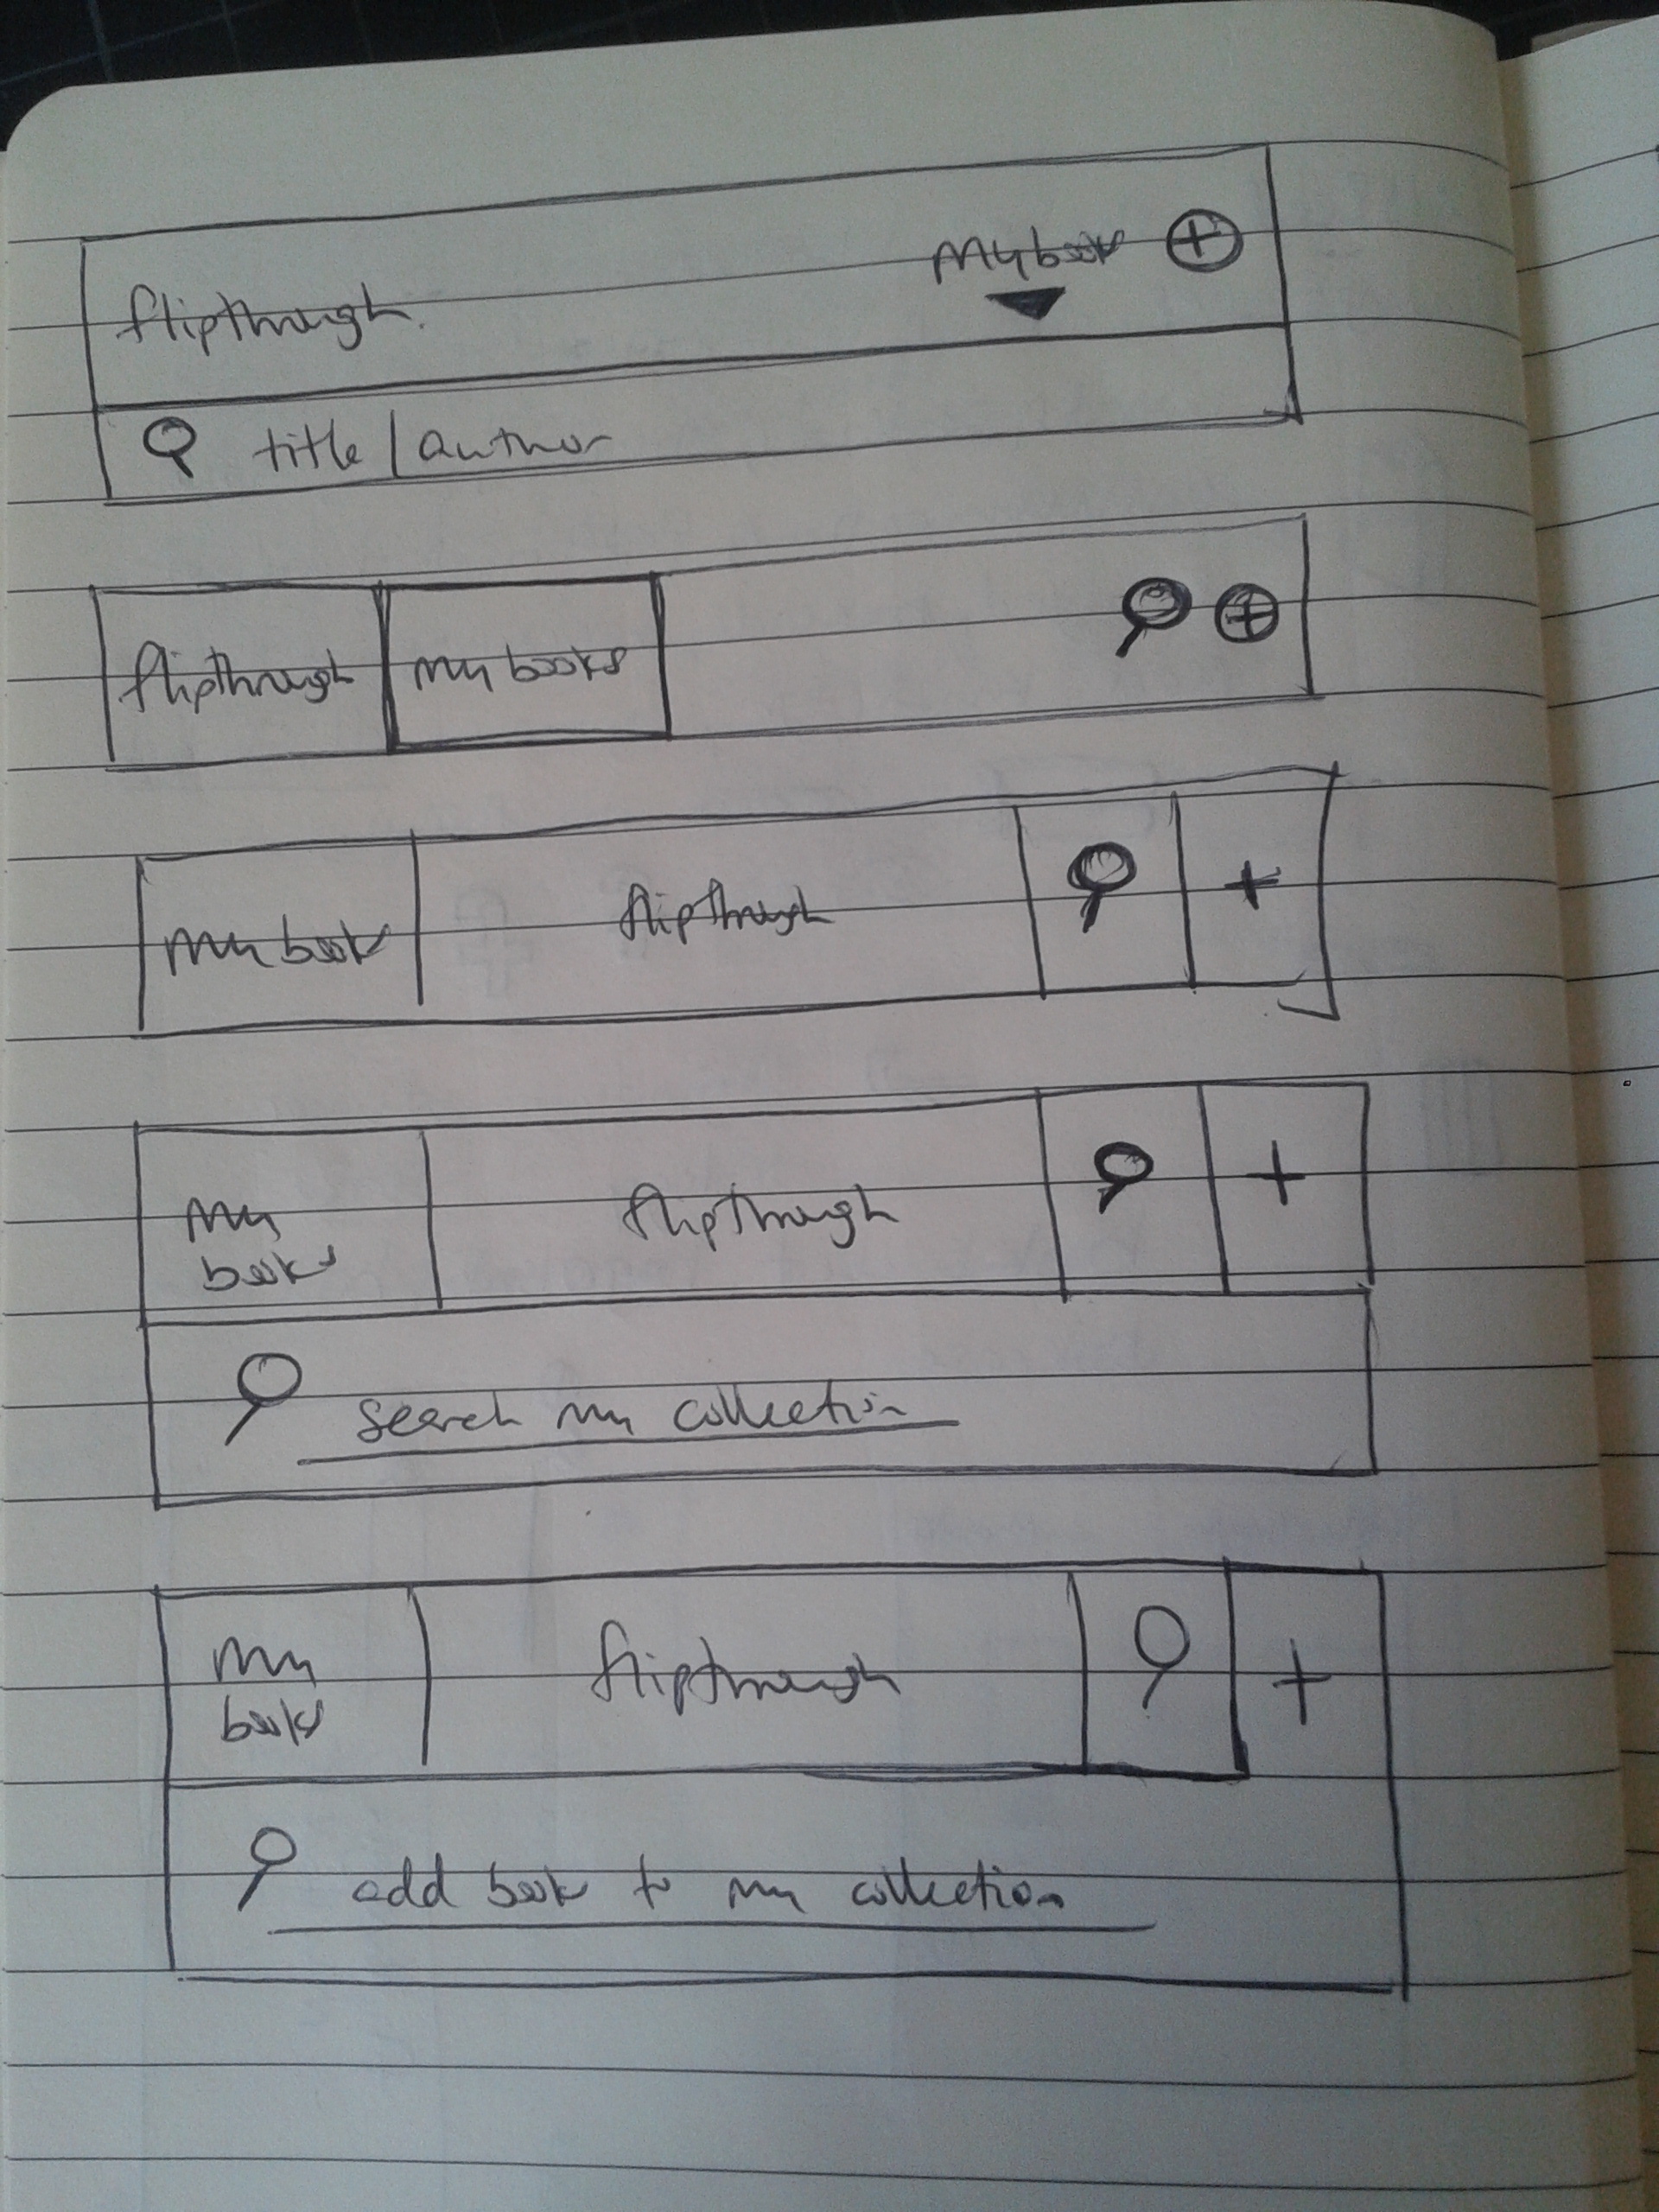 flipthrough.
My books
title / author
flipthrough my books
my books flipthrough +
my
books
flipthrough +
search my collection
my
books
flipthrough +
add book to my collection